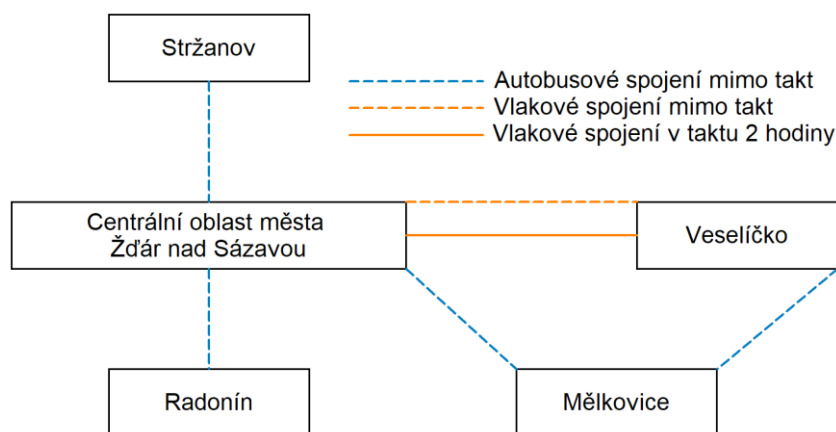 Stržanov
Autobusové spojení mimo takt
Vlakové spojení mimo takt
Vlakové spojení v taktu 2 hodiny
Centrální oblast města
Žďár nad Sázavou
Veselíčko
Radonín
Mělkovice